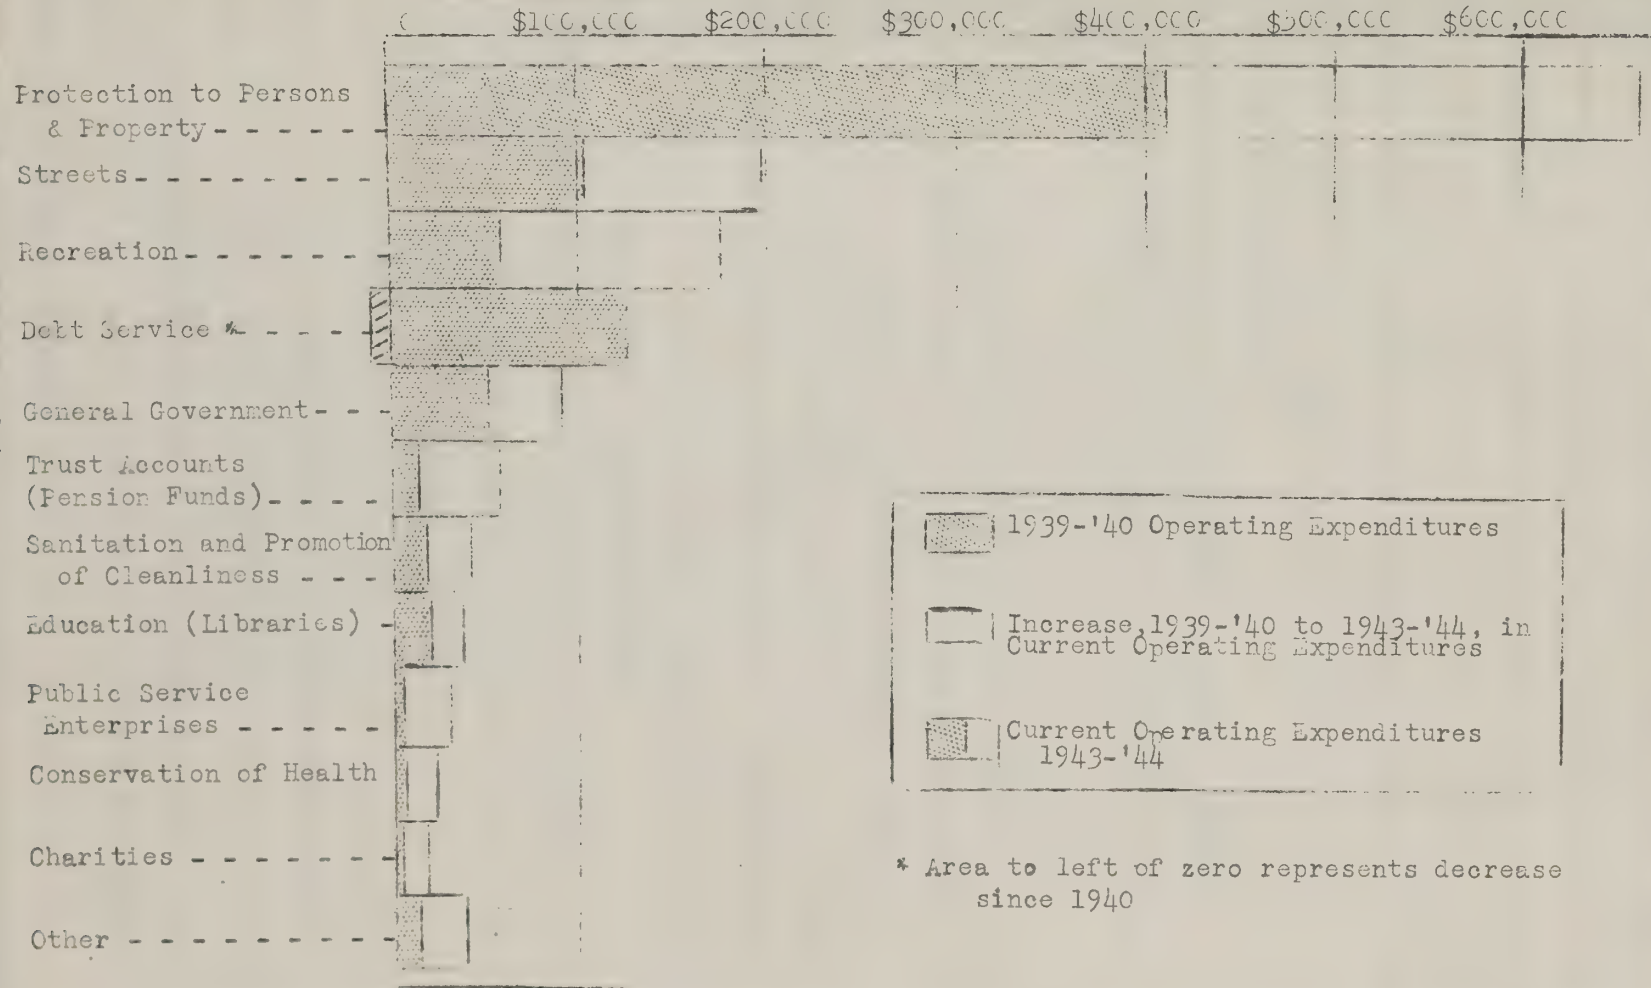 0 $100,000 $200,000 $300,000 $400,000 $500,000 $600,000
Protection to Persons
& Property - - - - -
Streets - - - - - - - -
Recreation - - - - - - -
Debt Service * - - - -
General Government - - -
Trust Accounts
(Pension Funds) - - - -
Sanitation and Promotion
of Cleanliness - - -
Education (Libraries) -
Public Service
Enterprises - - - - -
Conservation of Health
Charities - - - - - - -
Other - - - - - - - - -
1939-'40 Operating Expenditures
Increase, 1939-'40 to 1943-'44, in
Current Operating Expenditures
Current Operating Expenditures
1943-'44
* Area to left of zero represents decrease
since 1940